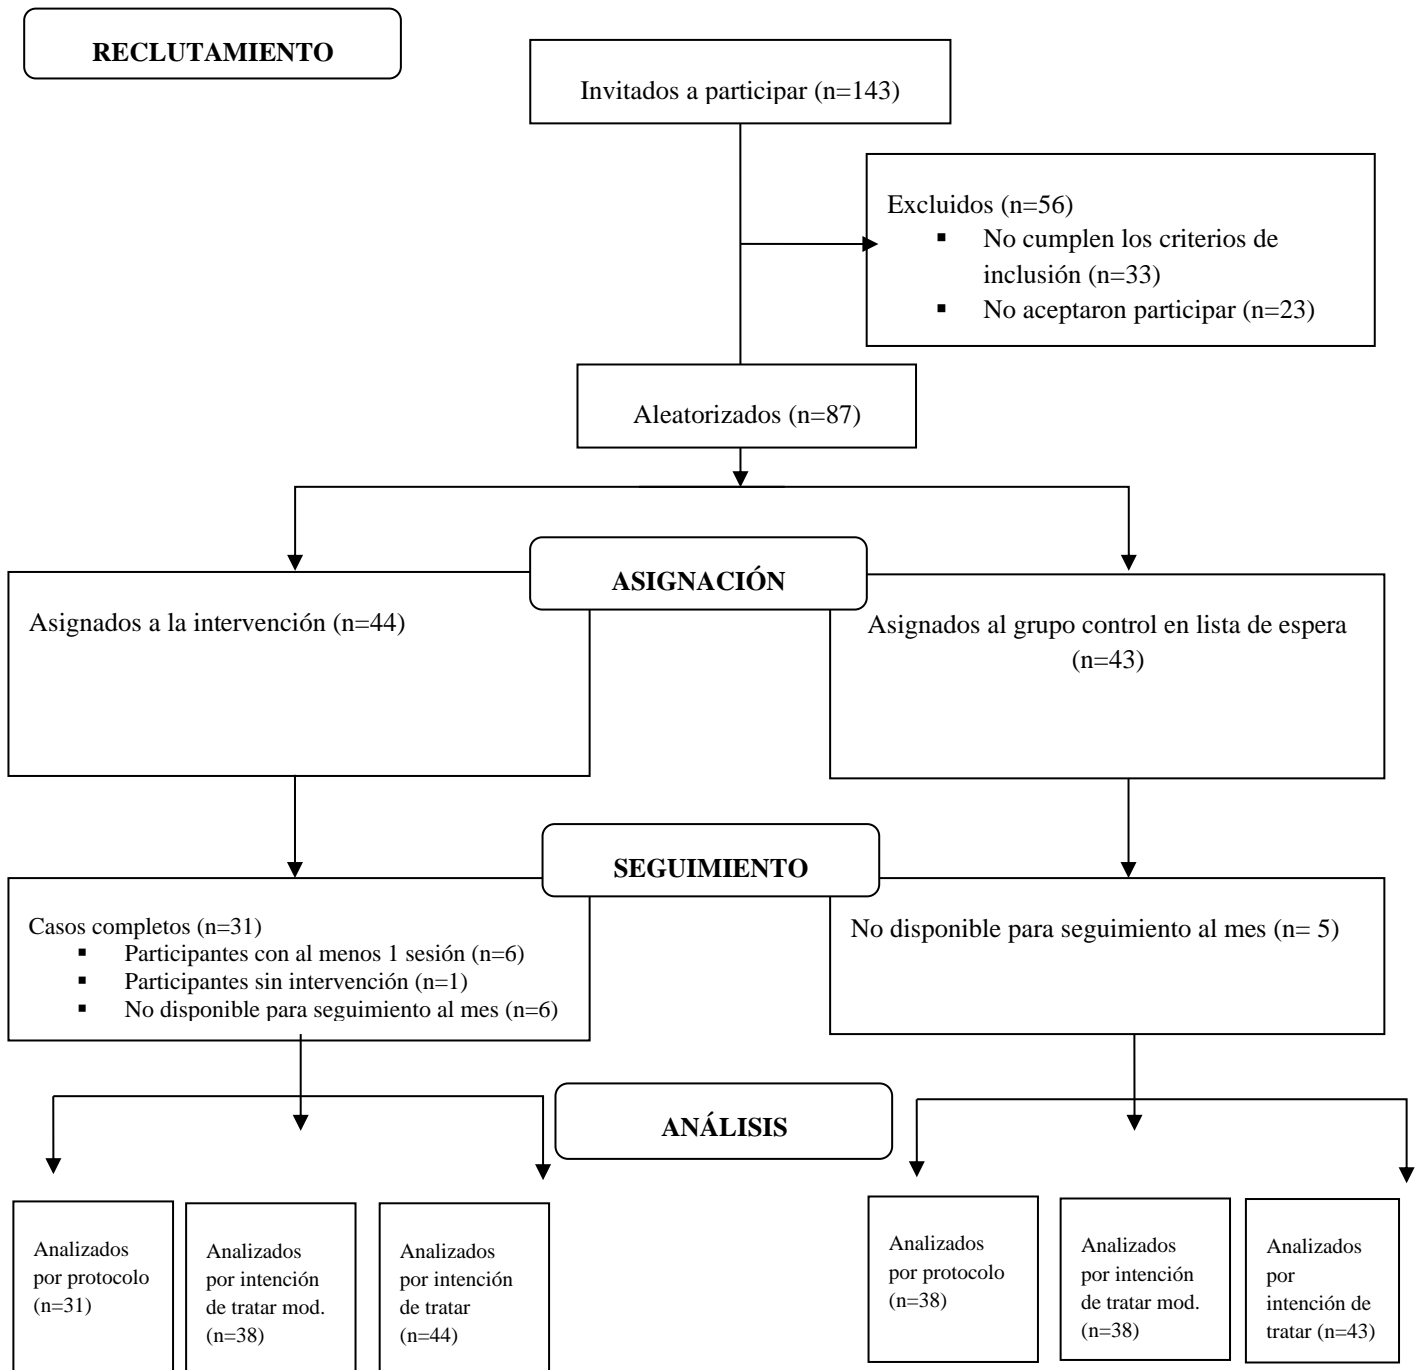 RECLUTAMIENTO
Invitados a participar (n=143)
Excluidos (n=56)
▪ No cumplen los criterios de
inclusión (n=33)
▪ No aceptaron participar (n=23)
Aleatorizados (n=87)
ASIGNACIÓN
Asignados a la intervención (n=44)
Asignados al grupo control en lista de espera
(n=43)
SEGUIMIENTO
Casos completos (n=31)
▪ Participantes con al menos 1 sesión (n=6)
▪ Participantes sin intervención (n=1)
▪ No disponible para seguimiento al mes (n=6)
No disponible para seguimiento al mes (n= 5)
ANÁLISIS
Analizados
por protocolo
(n=31)
Analizados
por intención
de tratar mod.
(n=38)
Analizados
por intención
de tratar
(n=44)
Analizados
por protocolo
(n=38)
Analizados
por intención
de tratar mod.
(n=38)
Analizados
por
intención de
tratar (n=43)